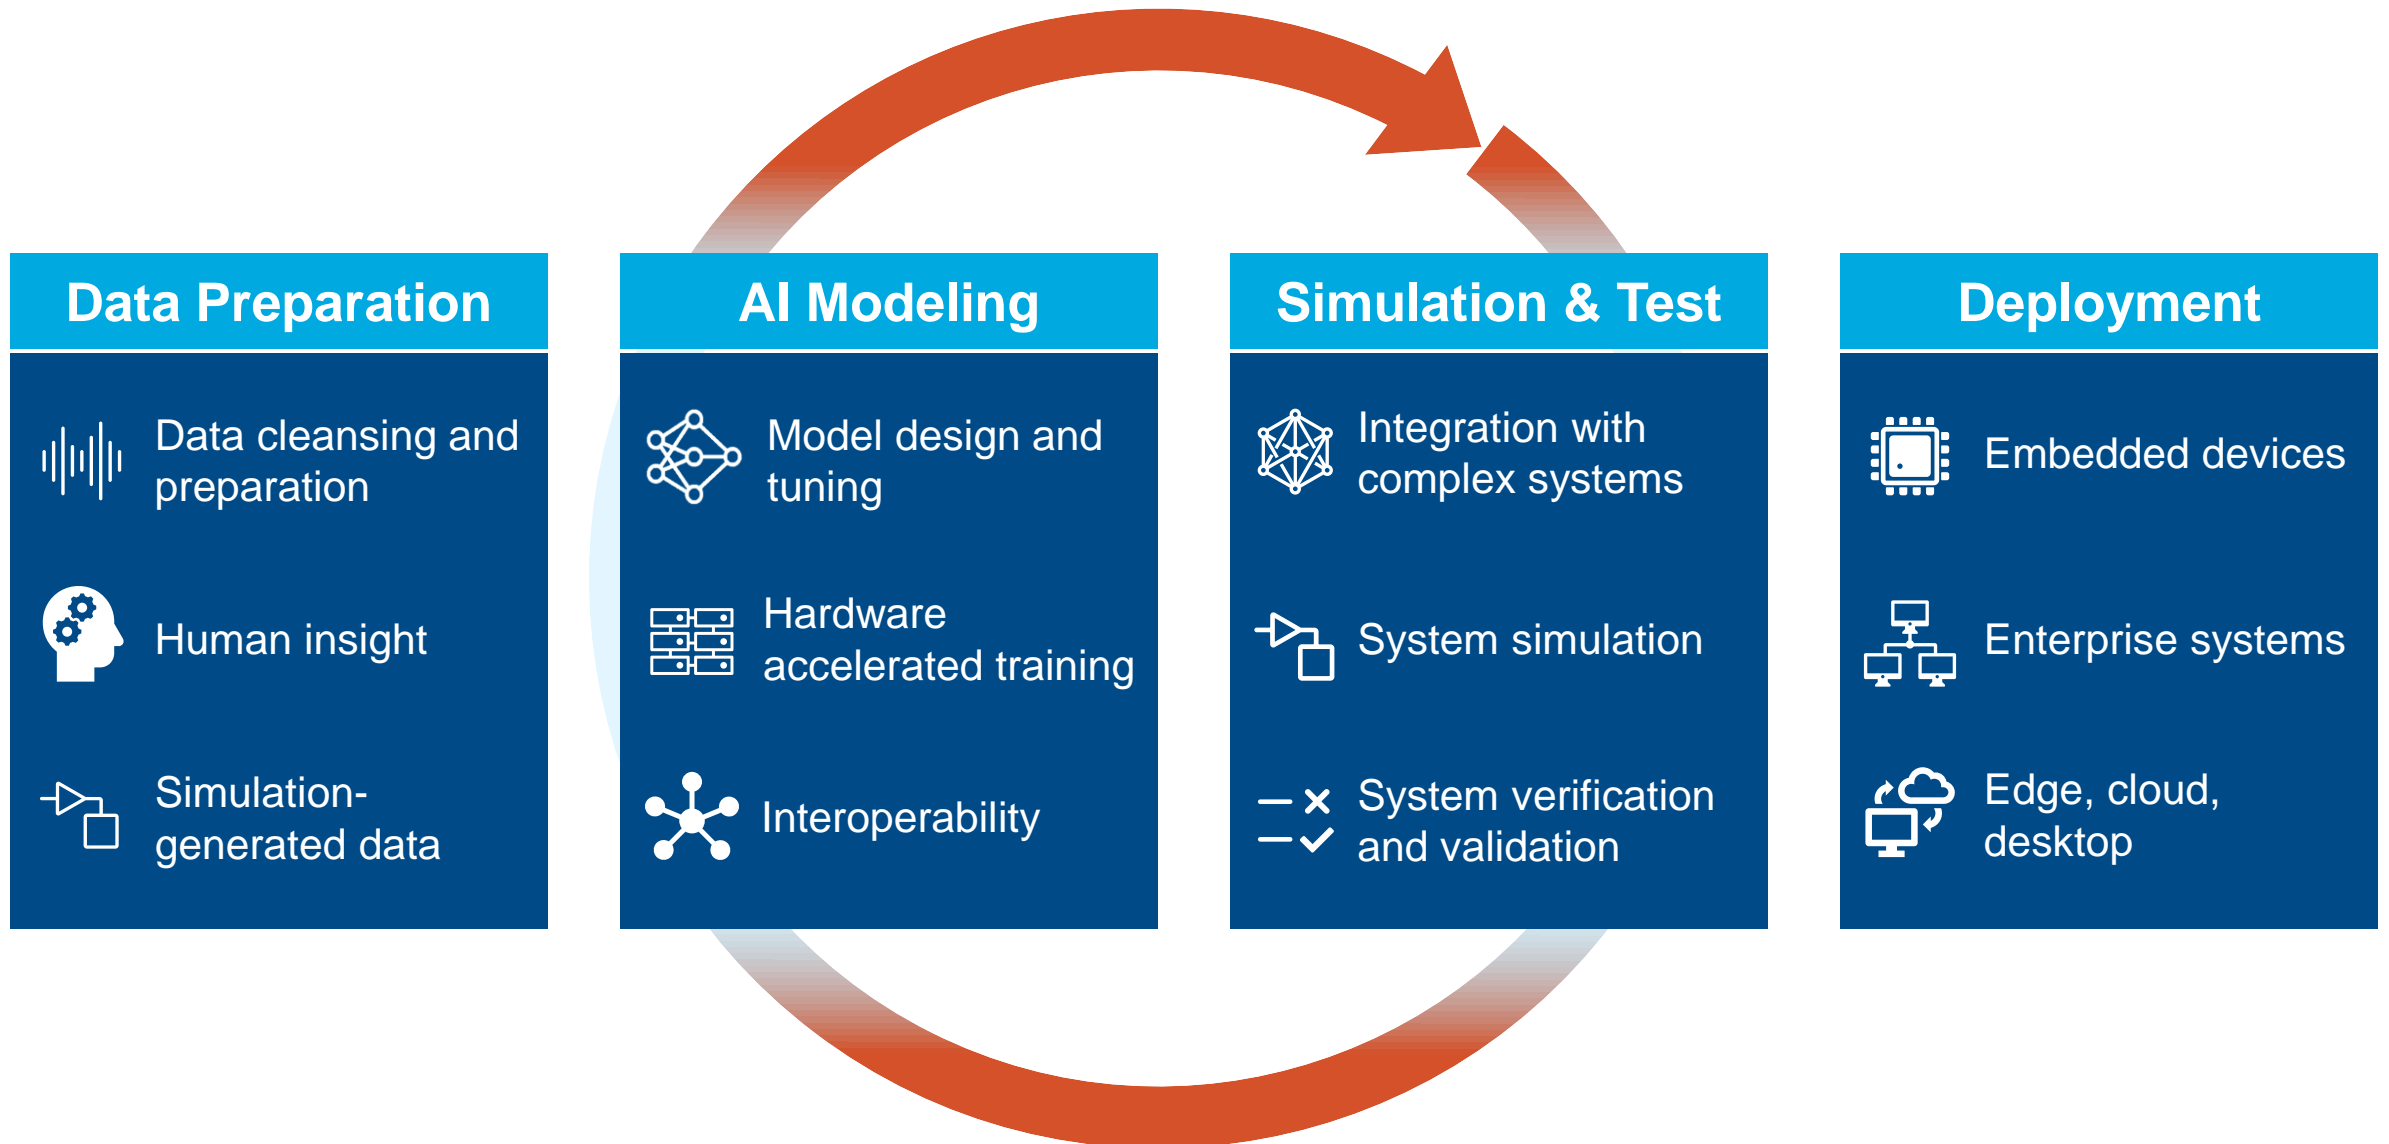 Data Preparation
Data cleansing and
preparation
Human insight
Simulation-
generated data
AI Modeling
Model design and
tuning
Hardware
accelerated training
Interoperability
Simulation & Test
Integration with
complex systems
System simulation
System verification
and validation
Deployment
Embedded devices
Enterprise systems
Edge, cloud,
desktop